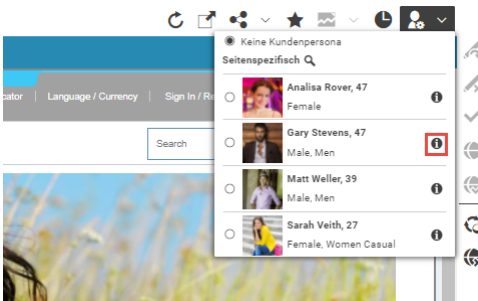 Keine Kundenpersona
Seitenspezifisch
cator | Language / Currency | Sign In / Re
Analisa Rover, 47
Female
Search
Gary Stevens, 47
Male, Men
Matt Weller, 39
Male, Men
Sarah Veith, 27
Female, Women Casual